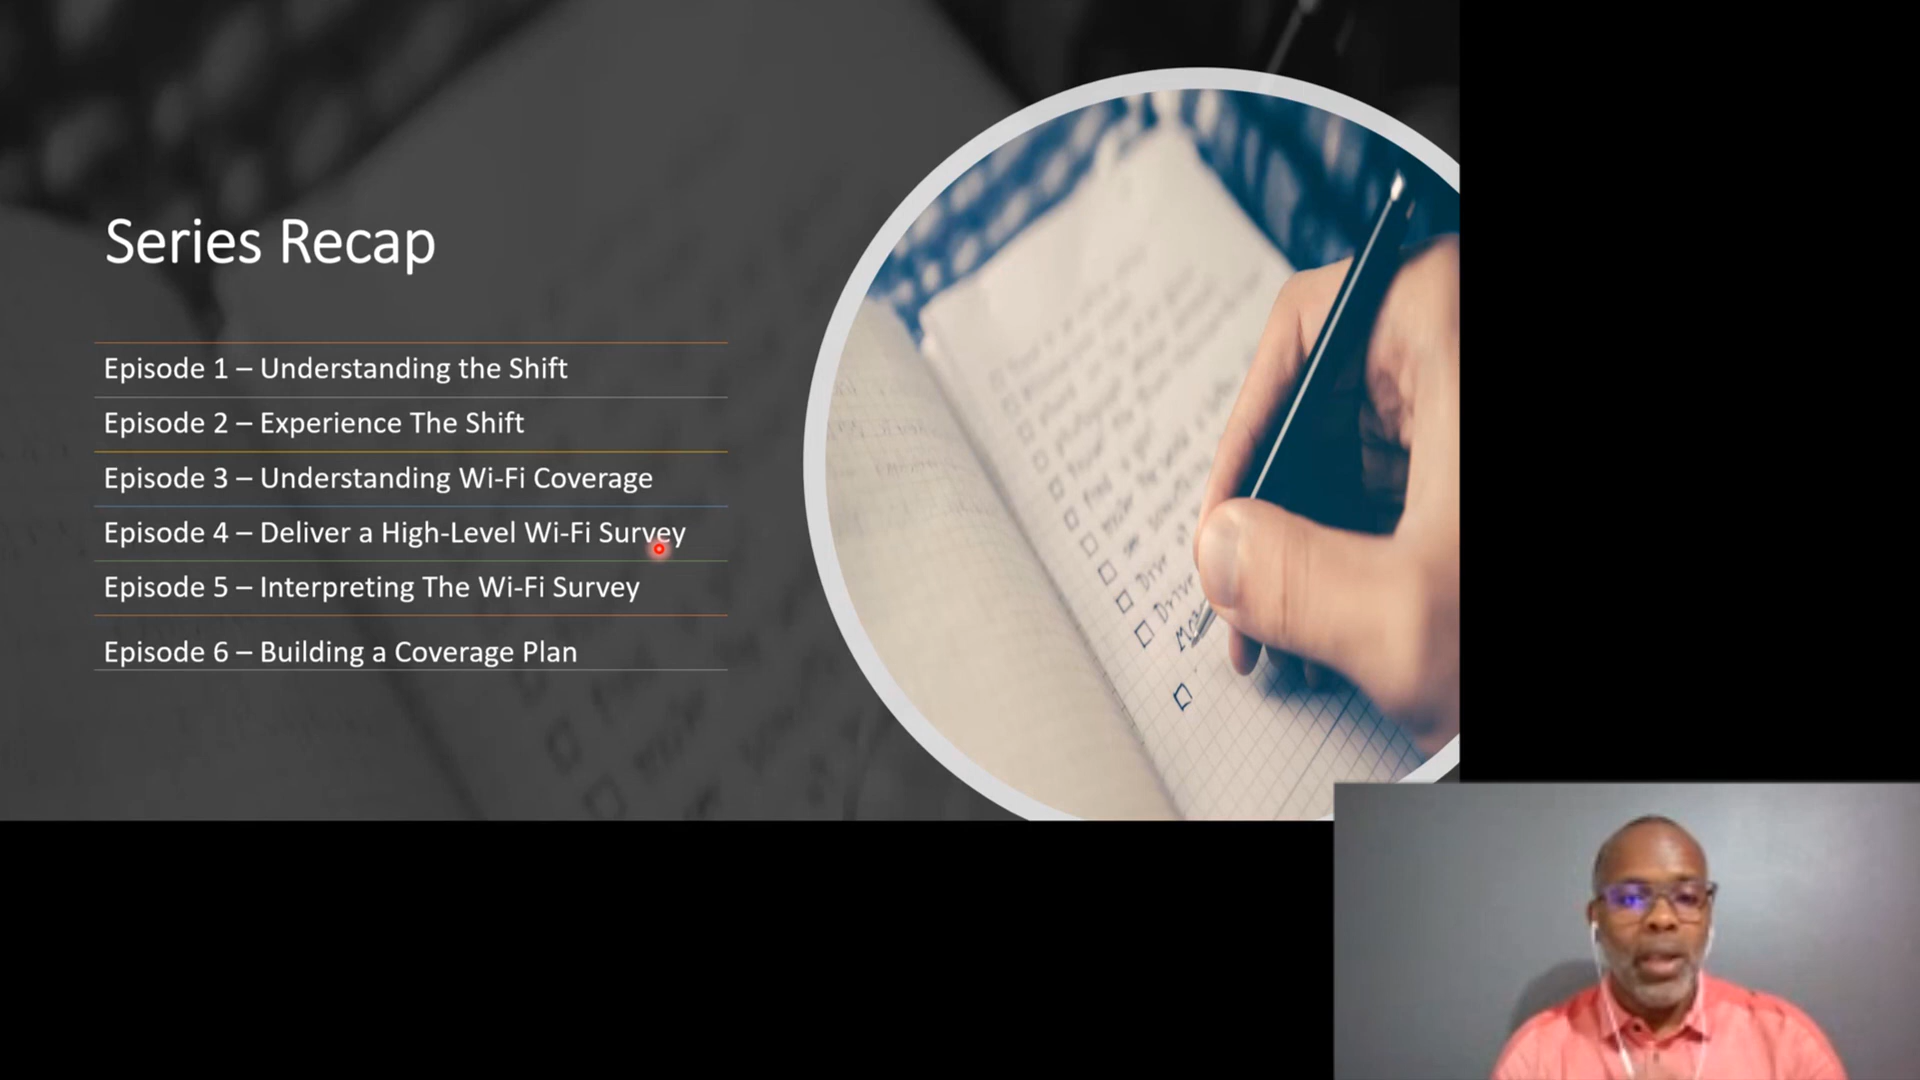 Series Recap
Episode 1 – Understanding the Shift
Episode 2 – Experience The Shift
Episode 3 – Understanding Wi-Fi Coverage
Episode 4 – Deliver a High-Level Wi-Fi Survey
Episode 5 – Interpreting The Wi-Fi Survey
Episode 6 – Building a Coverage Plan